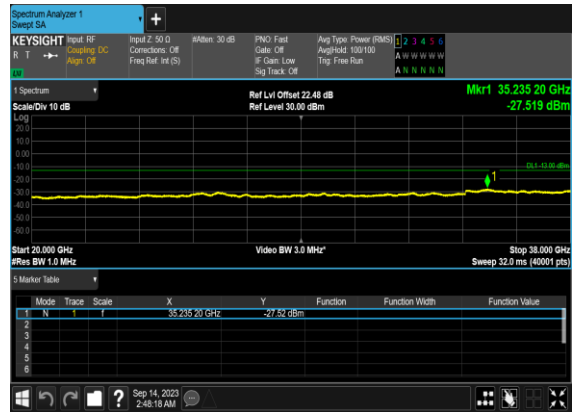 Spectrum Analyzer 1
Swept SA
+
KEYSIGHT Input: RF Input Z: 50 Ω #Atten: 30 dB PNO: Fast Avg Type: Power (RMS) 1 2 3 4 5 6
R T Coupling: DC Corrections: Off Gate: Off Avg|Hold: 100/100 A W W W W W
Align: Off Freq Ref: Int (S) IF Gain: Low Trig: Free Run
Sig Track: Off A N N N N N
1 Spectrum Ref Lvl Offset 22.48 dB Mkr1 35.235 20 GHz
Scale/Div 10 dB Ref Level 30.00 dBm -27.519 dBm
Log
20.0
10.0
0.00
-10.0 DL1 -13.00 dBm
-20.0 1
-30.0
-40.0
-50.0
-60.0
Start 20.000 GHz Video BW 3.0 MHz* Stop 38.000 GHz
#Res BW 1.0 MHz Sweep 32.0 ms (40001 pts)
5 Marker Table
Mode Trace Scale X Y Function Function Width Function Value
1 N 1 f 35.235 20 GHz -27.52 dBm
2
3
4
5
6
? Sep 14, 2023
2:48:18 AM